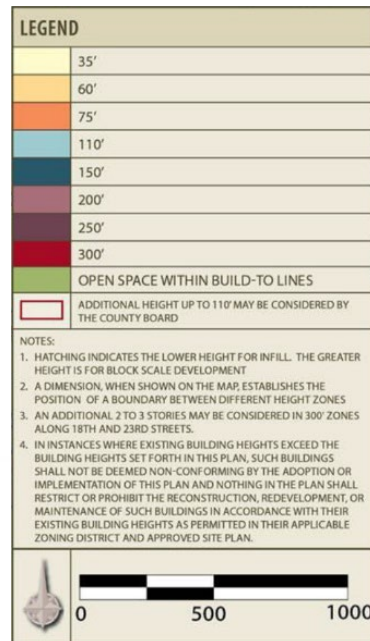 LEGEND
35'
60'
75'
110'
150'
200'
250'
300'
OPEN SPACE WITHIN BUILD-TO LINES
ADDITIONAL HEIGHT UP TO 110' MAY BE CONSIDERED BY
THE COUNTY BOARD
NOTES:
1. HATCHING INDICATES THE LOWER HEIGHT FOR INFILL. THE GREATER
HEIGHT IS FOR BLOCK SCALE DEVELOPMENT
2. A DIMENSION, WHEN SHOWN ON THE MAP, ESTABLISHES THE
POSITION OF A BOUNDARY BETWEEN DIFFERENT HEIGHT ZONES
3. AN ADDITIONAL 2 TO 3 STORIES MAY BE CONSIDERED IN 300' ZONES
ALONG 18TH AND 23RD STREETS.
4. IN INSTANCES WHERE EXISTING BUILDING HEIGHTS EXCEED THE
BUILDING HEIGHTS SET FORTH IN THIS PLAN, SUCH BUILDINGS
SHALL NOT BE DEEMED NON-CONFORMING BY THE ADOPTION OR
IMPLEMENTATION OF THIS PLAN AND NOTHING IN THE PLAN SHALL
RESTRICT OR PROHIBIT THE RECONSTRUCTION, REDEVELOPMENT, OR
MAINTENANCE OF SUCH BUILDINGS IN ACCORDANCE WITH THEIR
EXISTING BUILDING HEIGHTS AS PERMITTED IN THEIR APPLICABLE
ZONING DISTRICT AND APPROVED SITE PLAN.
0 500 1000